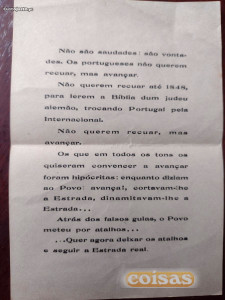 Não são saudades: são vonta-
des. Os portugueses não querem
recuar, mas avançar.
Não querem recuar até 1848,
para lerem a Bíblia dum judeu
alemão, trocando Portugal pela
Internacional.
Não querem recuar, mas
avançar.
Os que em todos os tons os
quiseram convencer a avançar
foram hipócritas: enquanto diziam
ao Povo avança!, cortavam-lhe
a Estrada, dinamitavam-lhe a
Estrada...
Atrás dos falsos guias, o Povo
meteu por atalhos...
...Quer agora deixar os atalhos
e seguir a Estrada real.
coisas